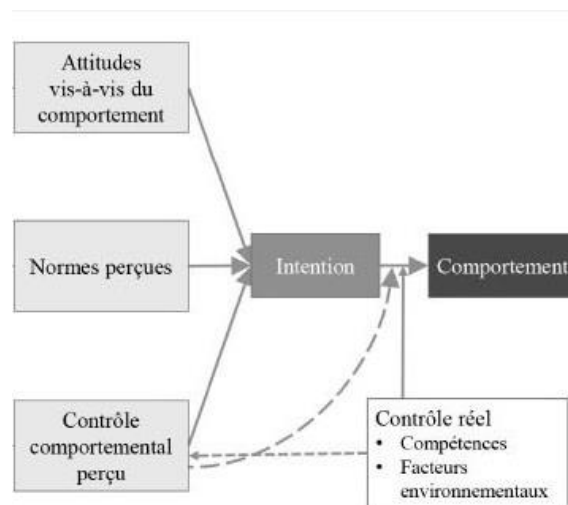 Attitudes
vis-à-vis du
comportement
Normes perçues
Intention
Comportement
Contrôle
comportemental
perçu
Contrôle réel
• Compétences
• Facteurs
environnementaux